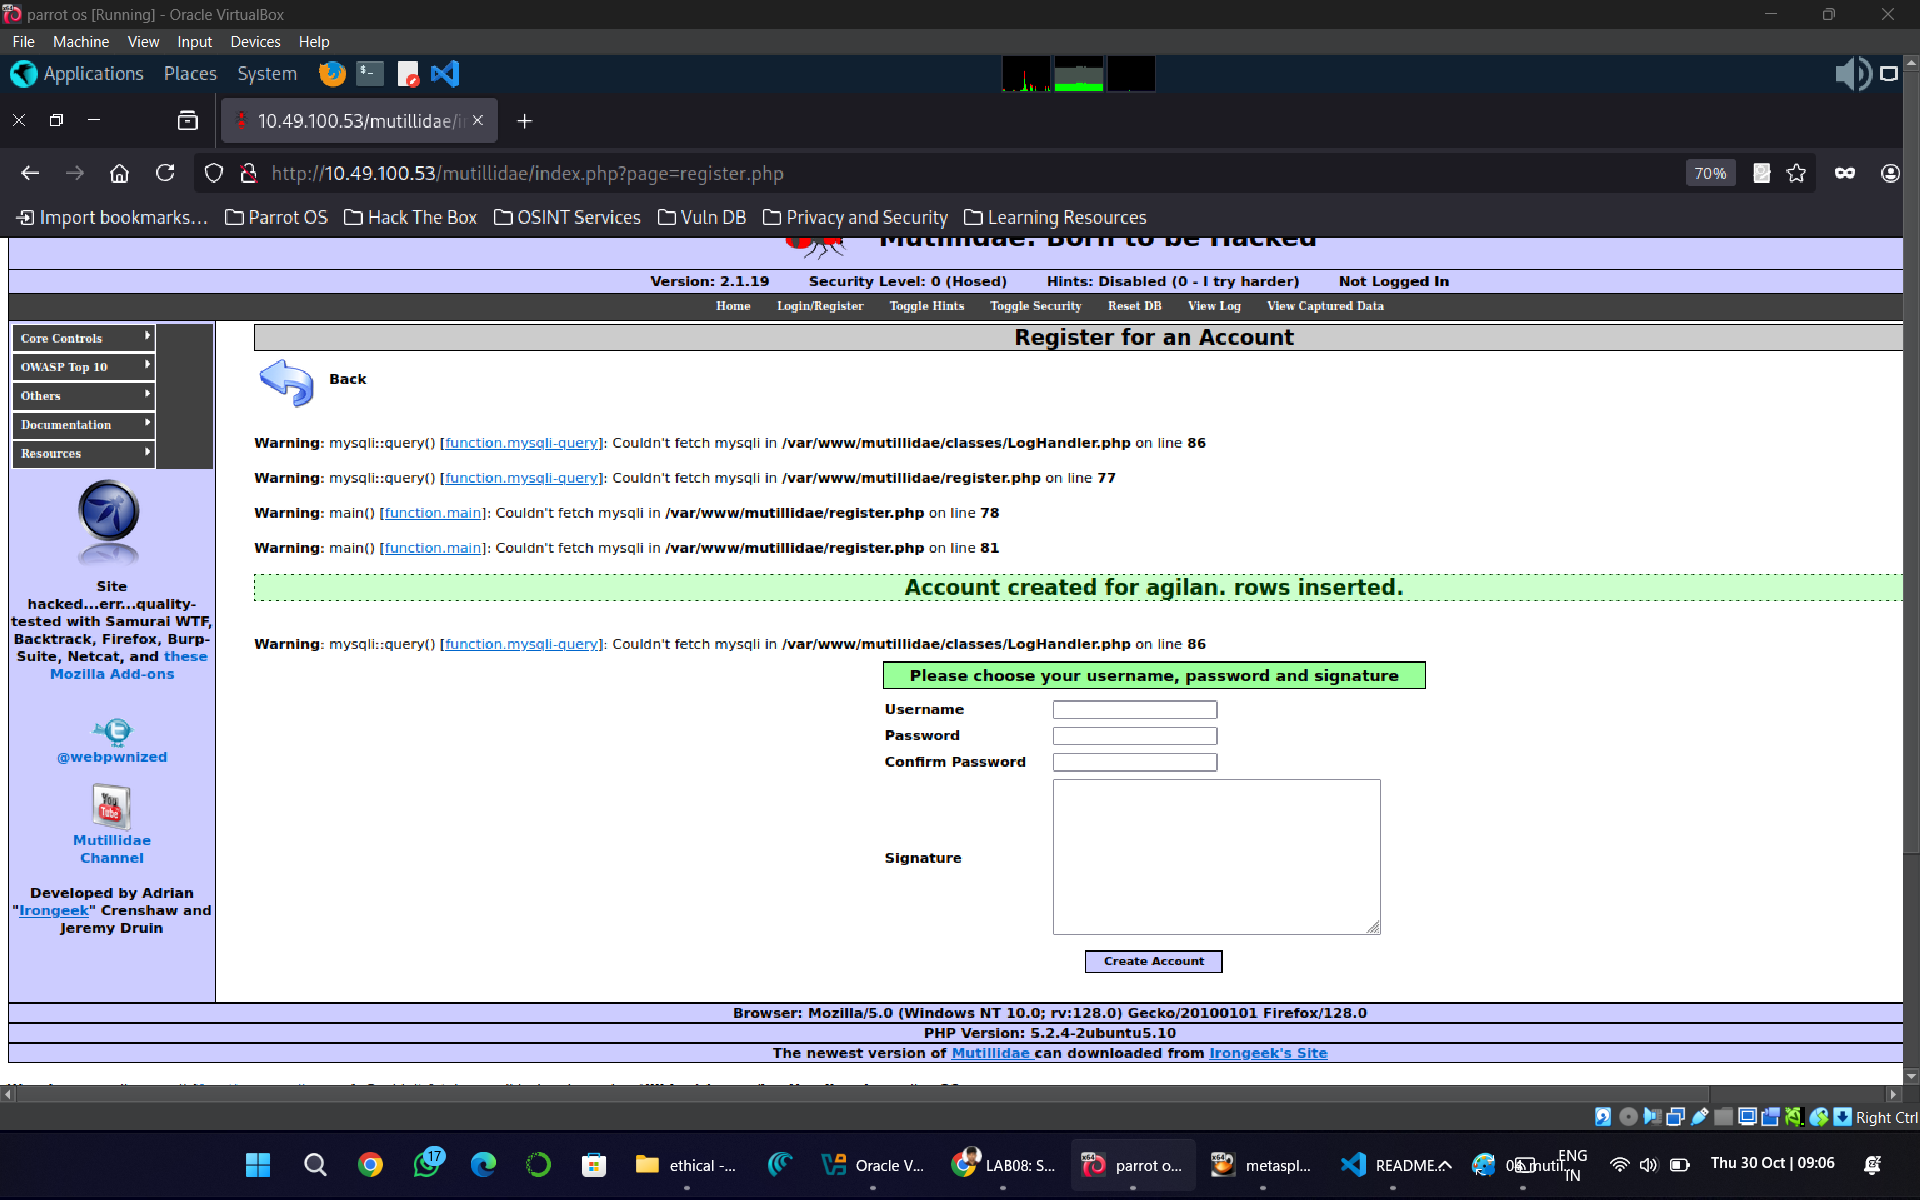 parrot os [Running] - Oracle VirtualBox
File Machine View Input Devices Help
Applications Places System
10.49.100.53/mutillidae/i
http://10.49.100.53/mutillidae/index.php?page=register.php 70%
Import bookmarks... Parrot OS Hack The Box OSINT Services Vuln DB Privacy and Security Learning Resources
Mutillidae: Born to be Hacked
Version: 2.1.19 Security Level: 0 (Hosed) Hints: Disabled (0 - I try harder) Not Logged In
Home Login/Register Toggle Hints Toggle Security Reset DB View Log View Captured Data
Core Controls
OWASP Top 10
Others
Documentation
Resources
Site
hacked...err...quality-
tested with Samurai WTF,
Backtrack, Firefox, Burp-
Suite, Netcat, and these
Mozilla Add-ons
@webpwnized
You
Tube
Mutillidae
Channel
Developed by Adrian
"Irongeek" Crenshaw and
Jeremy Druin
Register for an Account
Back
Warning: mysqli::query() [function.mysqli-query]: Couldn't fetch mysqli in /var/www/mutillidae/classes/LogHandler.php on line 86
Warning: mysqli::query() [function.mysqli-query]: Couldn't fetch mysqli in /var/www/mutillidae/register.php on line 77
Warning: main() [function.main]: Couldn't fetch mysqli in /var/www/mutillidae/register.php on line 78
Warning: main() [function.main]: Couldn't fetch mysqli in /var/www/mutillidae/register.php on line 81
Account created for agilan. rows inserted.
Warning: mysqli::query() [function.mysqli-query]: Couldn't fetch mysqli in /var/www/mutillidae/classes/LogHandler.php on line 86
Please choose your username, password and signature
Username
Password
Confirm Password
Signature
Create Account
Browser: Mozilla/5.0 (Windows NT 10.0; rv:128.0) Gecko/20100101 Firefox/128.0
PHP Version: 5.2.4-2ubuntu5.10
The newest version of Mutillidae can downloaded from Irongeek's Site
Right Ctrl
17 ethical -... Oracle V... LAB08: S... parrot o... metaspl... README. mutil ENG
IN
Thu 30 Oct | 09:06